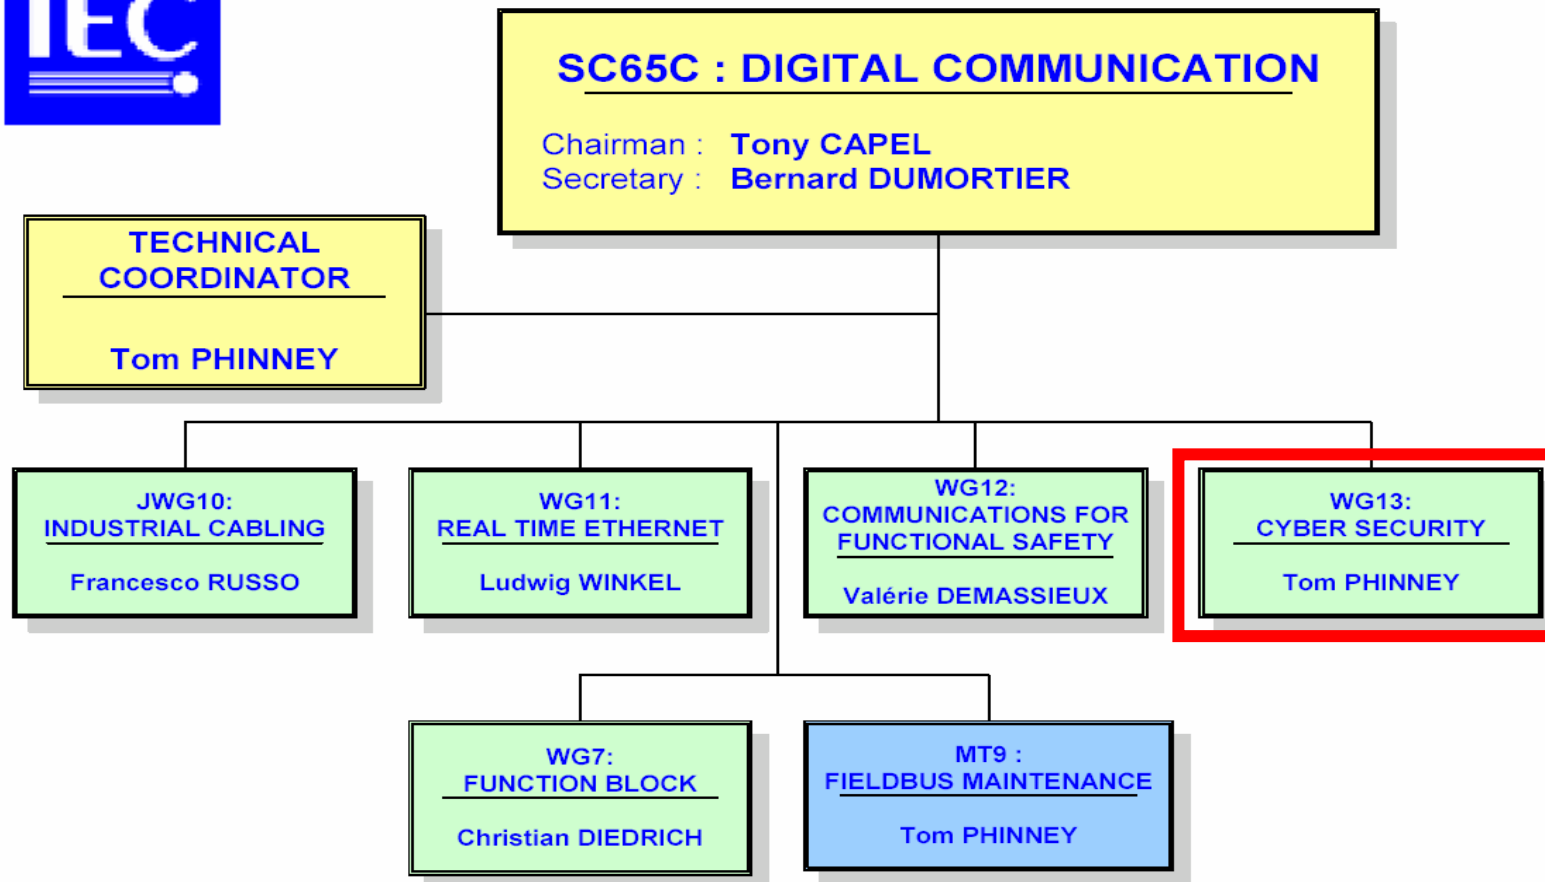 IEC
SC65C : DIGITAL COMMUNICATION
Chairman : Tony CAPEL
Secretary : Bernard DUMORTIER
TECHNICAL
COORDINATOR
Tom PHINNEY
JWG10:
INDUSTRIAL CABLING
Francesco RUSSO
WG11:
REAL TIME ETHERNET
Ludwig WINKEL
WG12:
COMMUNICATIONS FOR
FUNCTIONAL SAFETY
Valérie DEMASSIEUX
WG13:
CYBER SECURITY
Tom PHINNEY
WG7:
FUNCTION BLOCK
Christian DIEDRICH
MT9 :
FIELDBUS MAINTENANCE
Tom PHINNEY